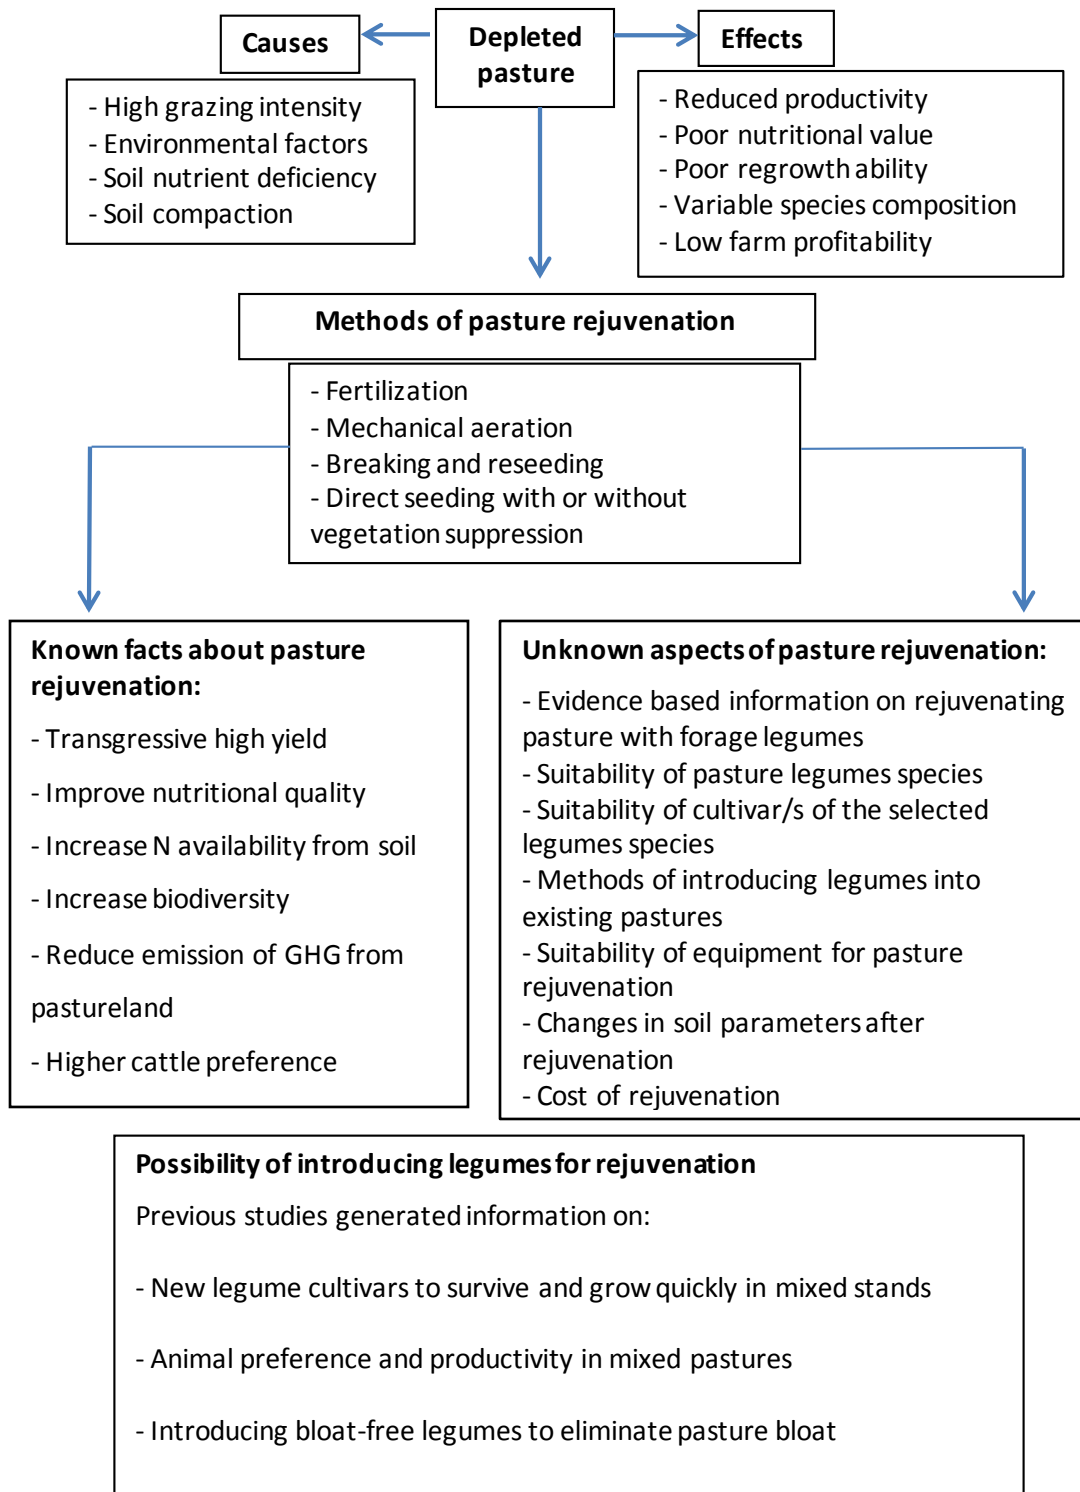 Causes
Depleted
pasture
Effects
- High grazing intensity
- Environmental factors
- Soil nutrient deficiency
- Soil compaction
- Reduced productivity
- Poor nutritional value
- Poor regrowth ability
- Variable species composition
- Low farm profitability
Methods of pasture rejuvenation
- Fertilization
- Mechanical aeration
- Breaking and reseeding
- Direct seeding with or without
vegetation suppression
Known facts about pasture
rejuvenation:
- Transgressive high yield
- Improve nutritional quality
- Increase N availability from soil
- Increase biodiversity
- Reduce emission of GHG from
pastureland
- Higher cattle preference
Unknown aspects of pasture rejuvenation:
- Evidence based information on rejuvenating
pasture with forage legumes
- Suitability of pasture legumes species
- Suitability of cultivar/s of the selected
legumes species
- Methods of introducing legumes into
existing pastures
- Suitability of equipment for pasture
rejuvenation
- Changes in soil parameters after
rejuvenation
- Cost of rejuvenation
Possibility of introducing legumes for rejuvenation
Previous studies generated information on:
- New legume cultivars to survive and grow quickly in mixed stands
- Animal preference and productivity in mixed pastures
- Introducing bloat-free legumes to eliminate pasture bloat